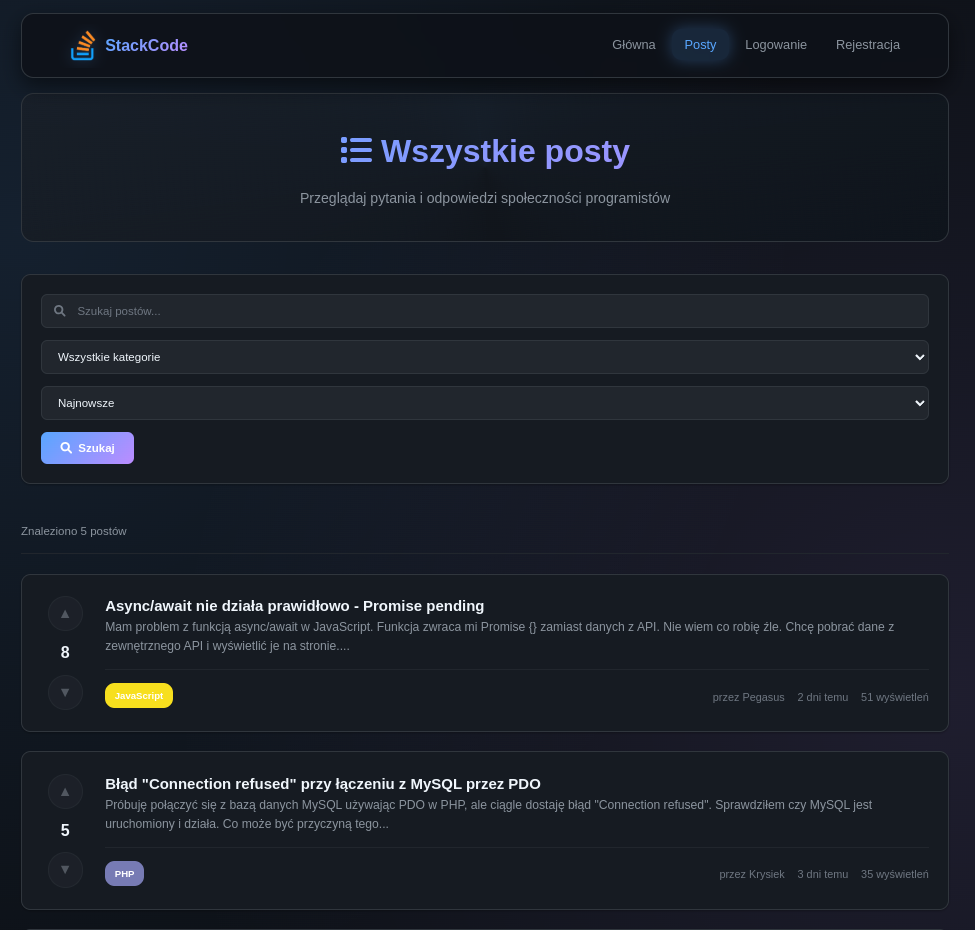 StackCode
Główna Posty Logowanie Rejestracja
Wszystkie posty
Przeglądaj pytania i odpowiedzi społeczności programistów
Szukaj postów...
Wszystkie kategorie
Najnowsze
Szukaj
Znaleziono 5 postów
Async/await nie działa prawidłowo - Promise pending
Mam problem z funkcją async/await w JavaScript. Funkcja zwraca mi Promise {} zamiast danych z API. Nie wiem co robię źle. Chcę pobrać dane z
zewnętrznego API i wyświetlić je na stronie....
8
JavaScript
przez Pegasus 2 dni temu 51 wyświetleń
Błąd "Connection refused" przy łączeniu z MySQL przez PDO
Próbuję połączyć się z bazą danych MySQL używając PDO w PHP, ale ciągle dostaję błąd "Connection refused". Sprawdziłem czy MySQL jest
uruchomiony i działa. Co może być przyczyną tego...
5
PHP
przez Krysiek 3 dni temu 35 wyświetleń